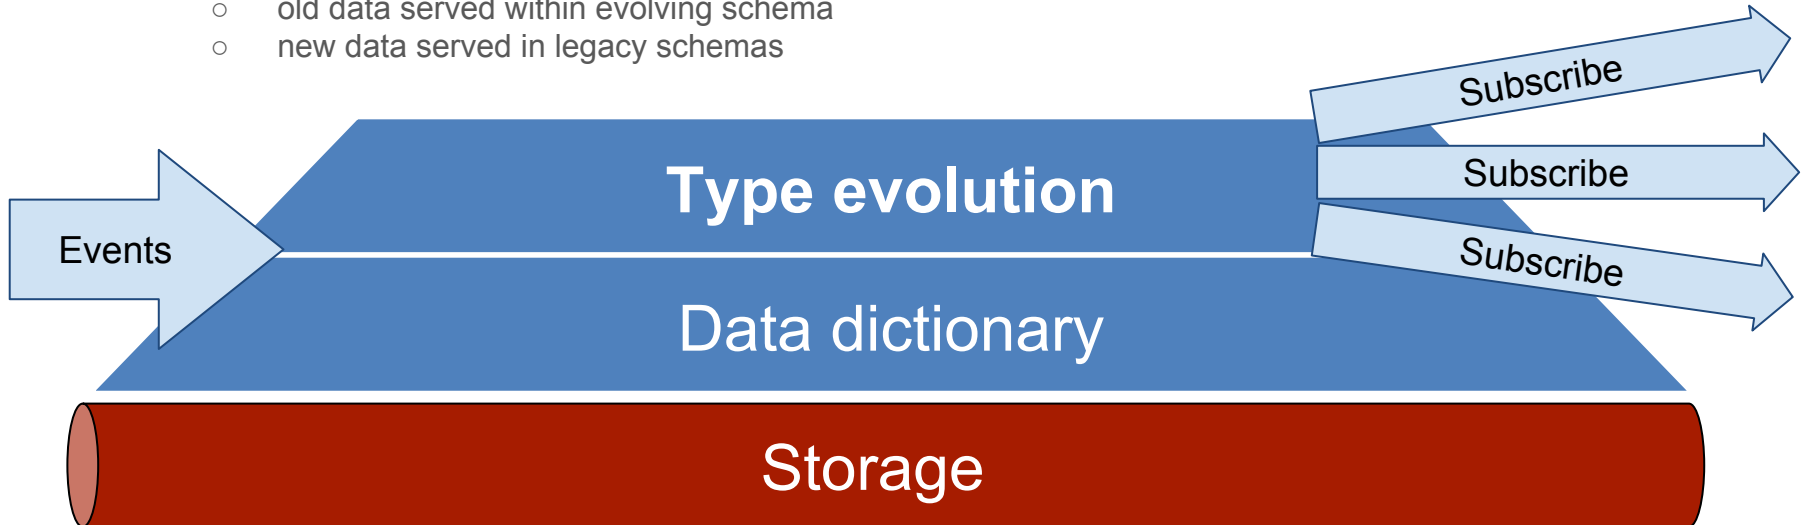 ○ old data served within evolving schema
○ new data served in legacy schemas
Subscribe
Type evolution
Subscribe
Events
Subscribe
Data dictionary
Storage